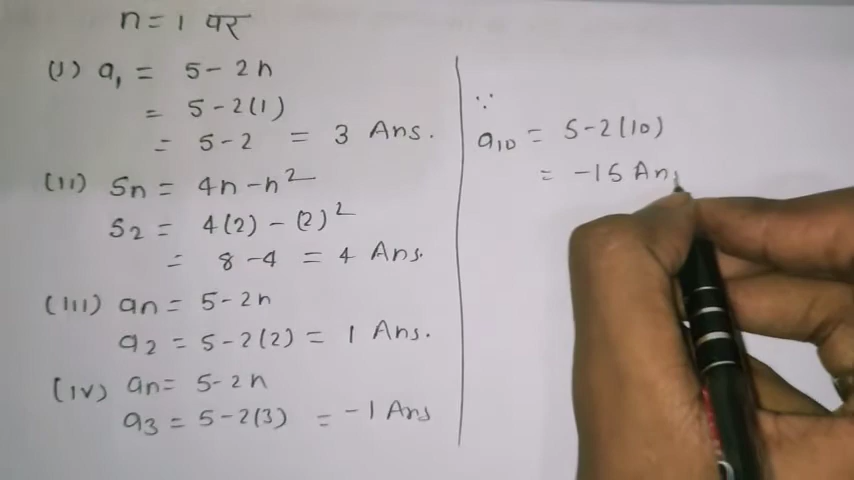 n = 1 पर
(I) a₁ = 5 - 2n
= 5 - 2(1)
= 5 - 2 = 3 Ans.
(II) Sn = 4n - n²
S₂ = 4(2) - (2)²
= 8 - 4 = 4 Ans.
(III) an = 5 - 2n
a₂ = 5 - 2(2) = 1 Ans.
(IV) an = 5 - 2n
a₃ = 5 - 2(3) = -1 Ans
∵
a₁₀ = 5 - 2(10)
= -15 Ans